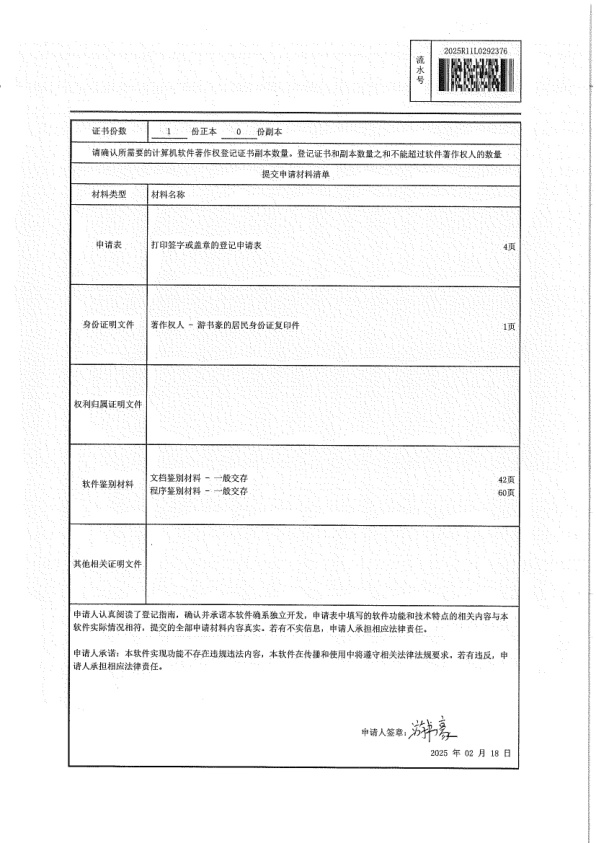 流水号
2025R11L0292376
证书份数 1 份正本 0 份副本
请确认所需要的计算机软件著作权登记证书副本数量。登记证书和副本数量之和不能超过软件著作权人的数量
提交申请材料清单
材料类型 材料名称
申请表 打印签字或盖章的登记申请表 4页
身份证明文件 著作权人 - 游书豪的居民身份证复印件 1页
权利归属证明文件
软件鉴别材料 文档鉴别材料 - 一般交存 42页
程序鉴别材料 - 一般交存 60页
其他相关证明文件
申请人认真阅读了登记指南，确认并承诺本软件确系独立开发，申请表中填写的软件功能和技术特点的相关内容与本
软件实际情况相符，提交的全部申请材料内容真实。若有不实信息，申请人承担相应法律责任。
申请人承诺：本软件实现功能不存在违规违法内容，本软件在传播和使用中将遵守相关法律法规要求。若有违反，申
请人承担相应法律责任。
申请人签章：游书豪
2025 年 02 月 18 日